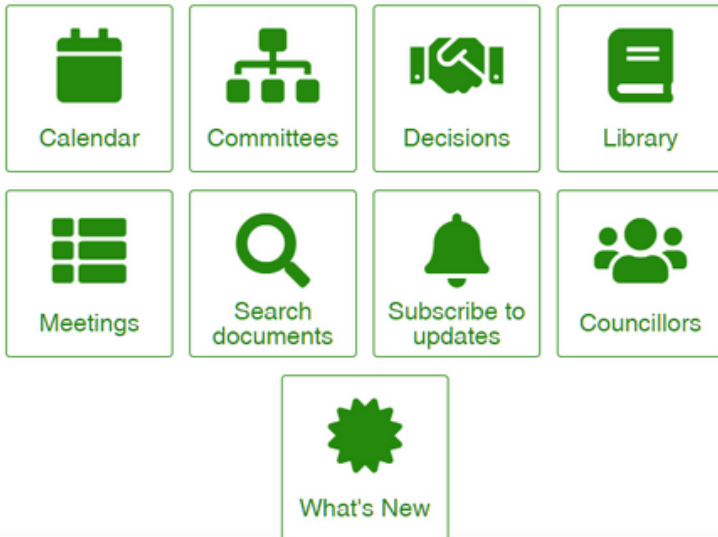 Calendar
Committees
Decisions
Library
Meetings
Search
documents
Subscribe to
updates
Councillors
What's New